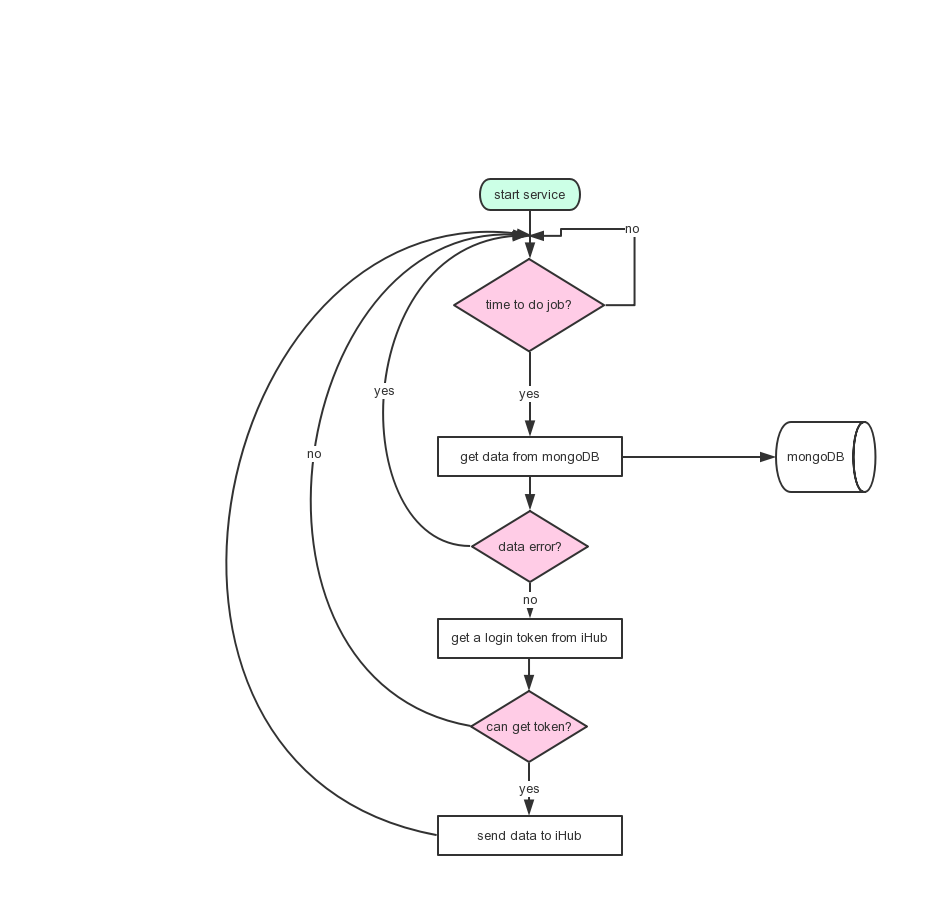 start service
no
time to do job?
yes
yes
no
get data from mongoDB
mongoDB
data error?
no
get a login token from iHub
can get token?
yes
send data to iHub